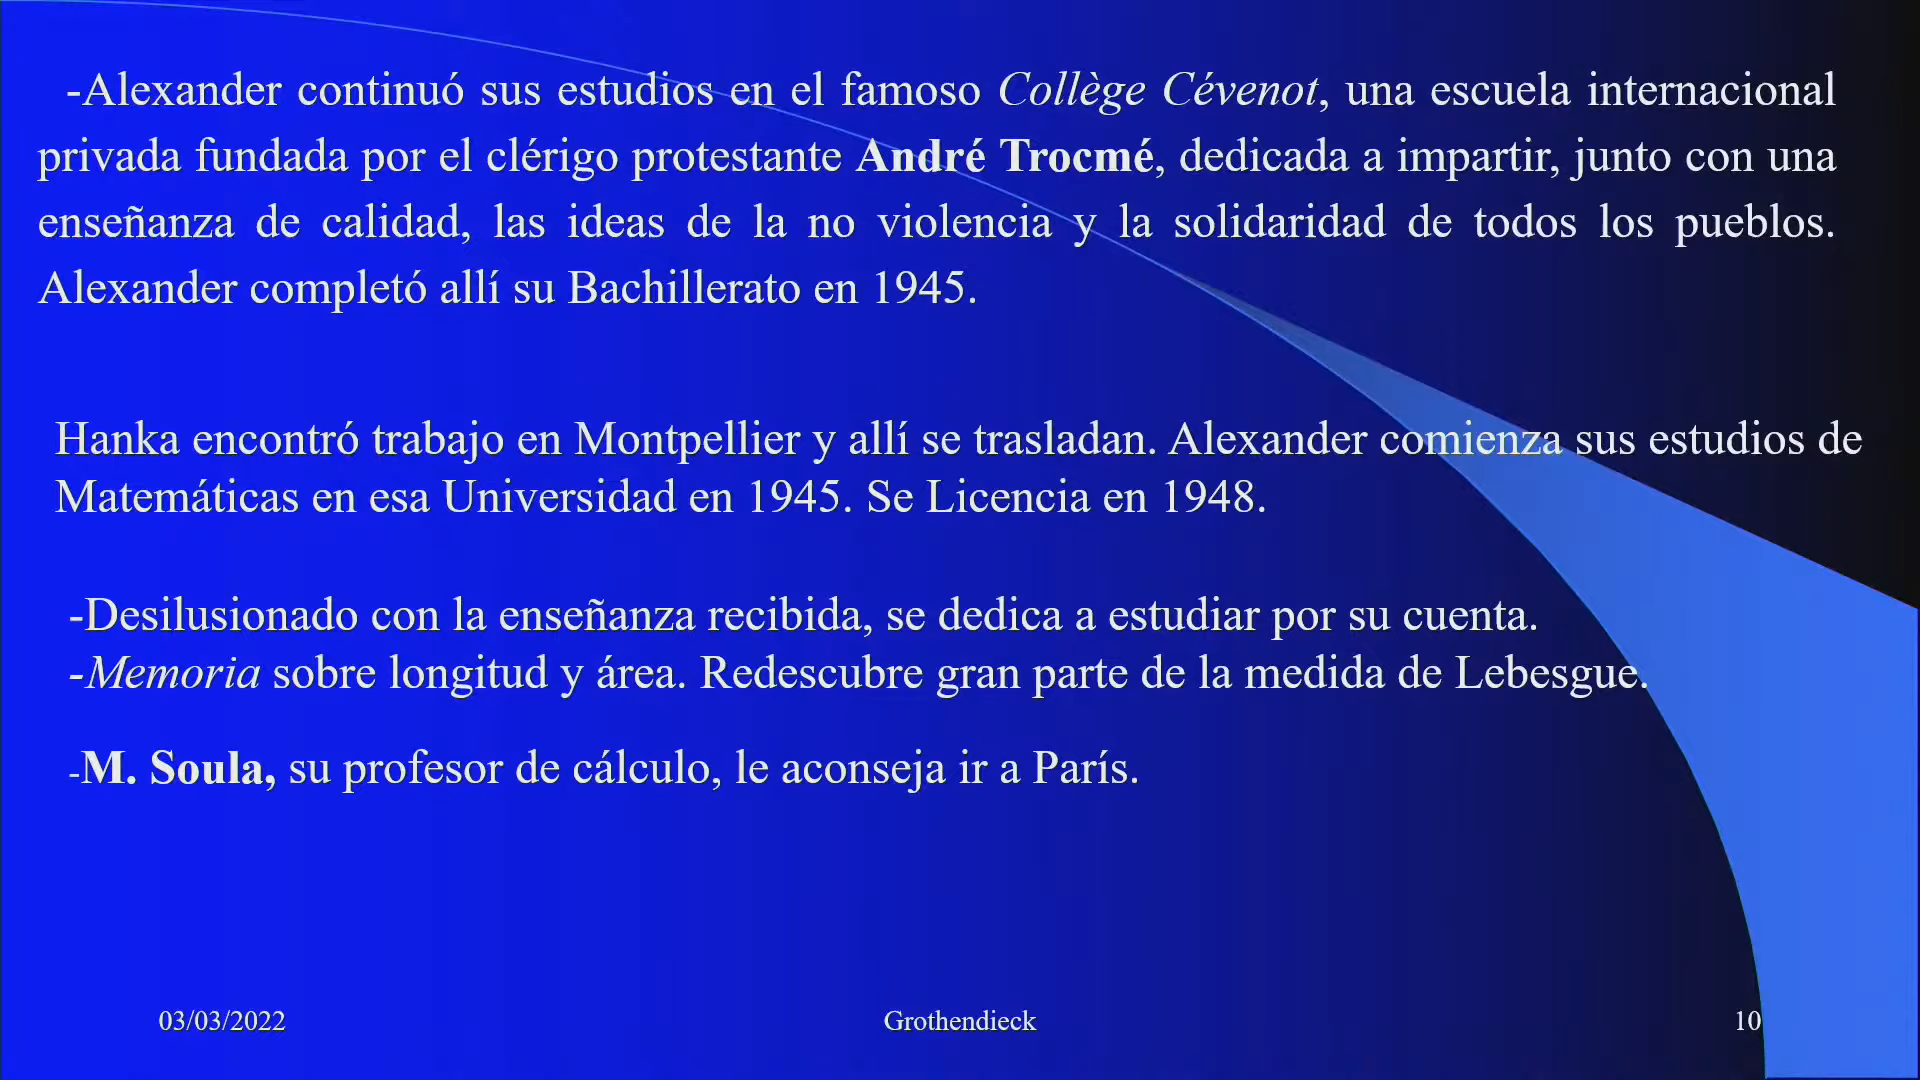 -Alexander continuó sus estudios en el famoso Collège Cévenot, una escuela internacional
privada fundada por el clérigo protestante André Trocmé, dedicada a impartir, junto con una
enseñanza de calidad, las ideas de la no violencia y la solidaridad de todos los pueblos.
Alexander completó allí su Bachillerato en 1945.
Hanka encontró trabajo en Montpellier y allí se trasladan. Alexander comienza sus estudios de
Matemáticas en esa Universidad en 1945. Se Licencia en 1948.
-Desilusionado con la enseñanza recibida, se dedica a estudiar por su cuenta.
-Memoria sobre longitud y área. Redescubre gran parte de la medida de Lebesgue.
-M. Soula, su profesor de cálculo, le aconseja ir a París.
03/03/2022
Grothendieck
10